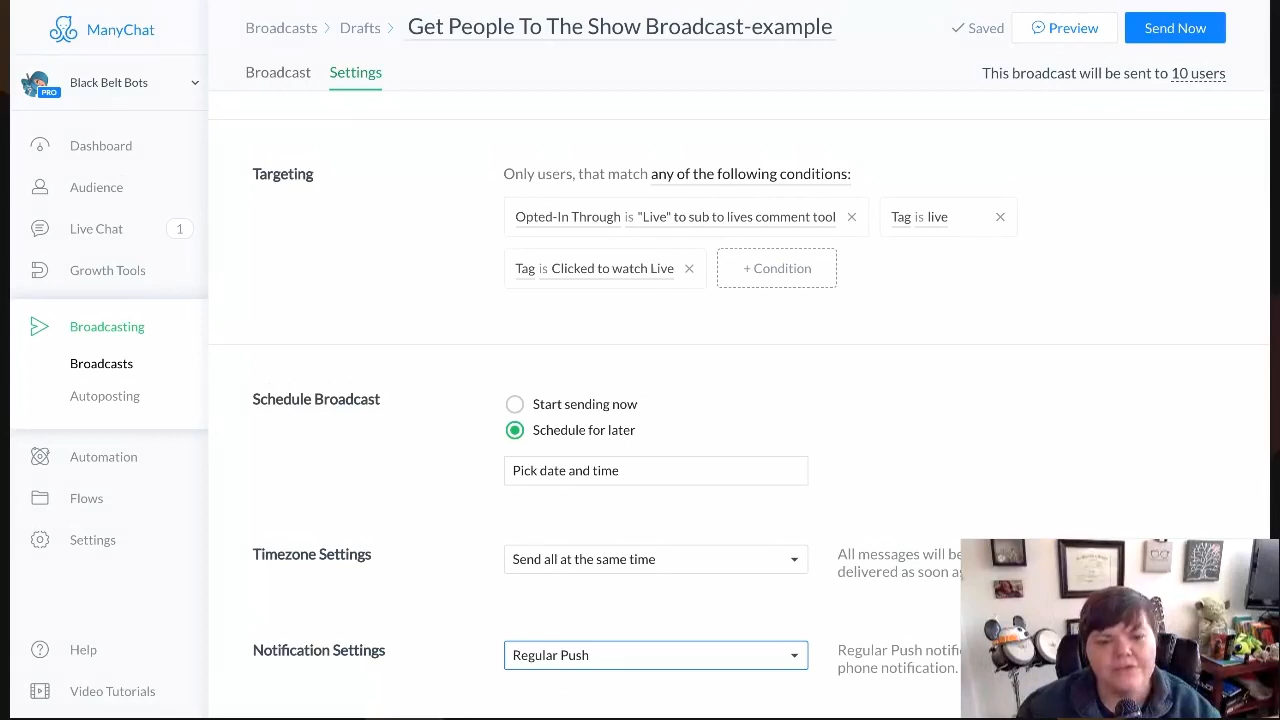 ManyChat
Broadcasts > Drafts > Get People To The Show Broadcast-example
Saved
Preview
Send Now
Black Belt Bots
PRO
Broadcast
Settings
This broadcast will be sent to 10 users
Dashboard
Audience
Live Chat
1
Growth Tools
Broadcasting
Broadcasts
Autoposting
Automation
Flows
Settings
Help
Video Tutorials
Targeting
Only users, that match any of the following conditions:
Opted-In Through is "Live" to sub to lives comment tool
Tag is live
Tag is Clicked to watch Live
+ Condition
Schedule Broadcast
Start sending now
Schedule for later
Pick date and time
Timezone Settings
Send all at the same time
All messages will be
delivered as soon
Notification Settings
Regular Push
Regular Push
phone notification.